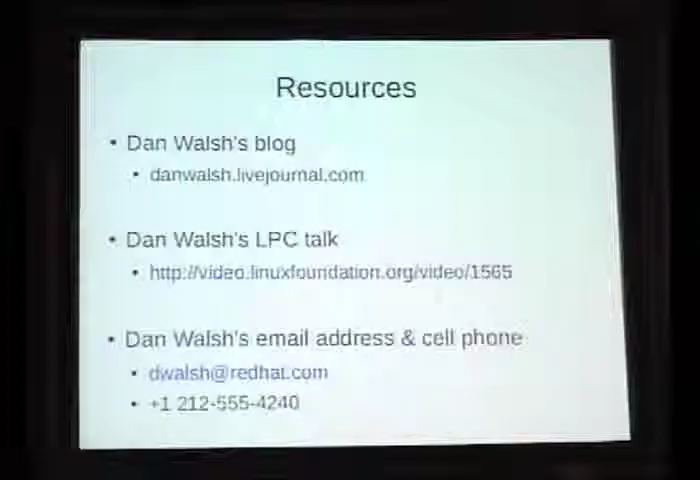 Resources
• Dan Walsh's blog
• danwalsh.livejournal.com
• Dan Walsh's LPC talk
• http://video.linuxfoundation.org/video/1565
• Dan Walsh's email address & cell phone
• dwalsh@redhat.com
• +1 212-555-4240